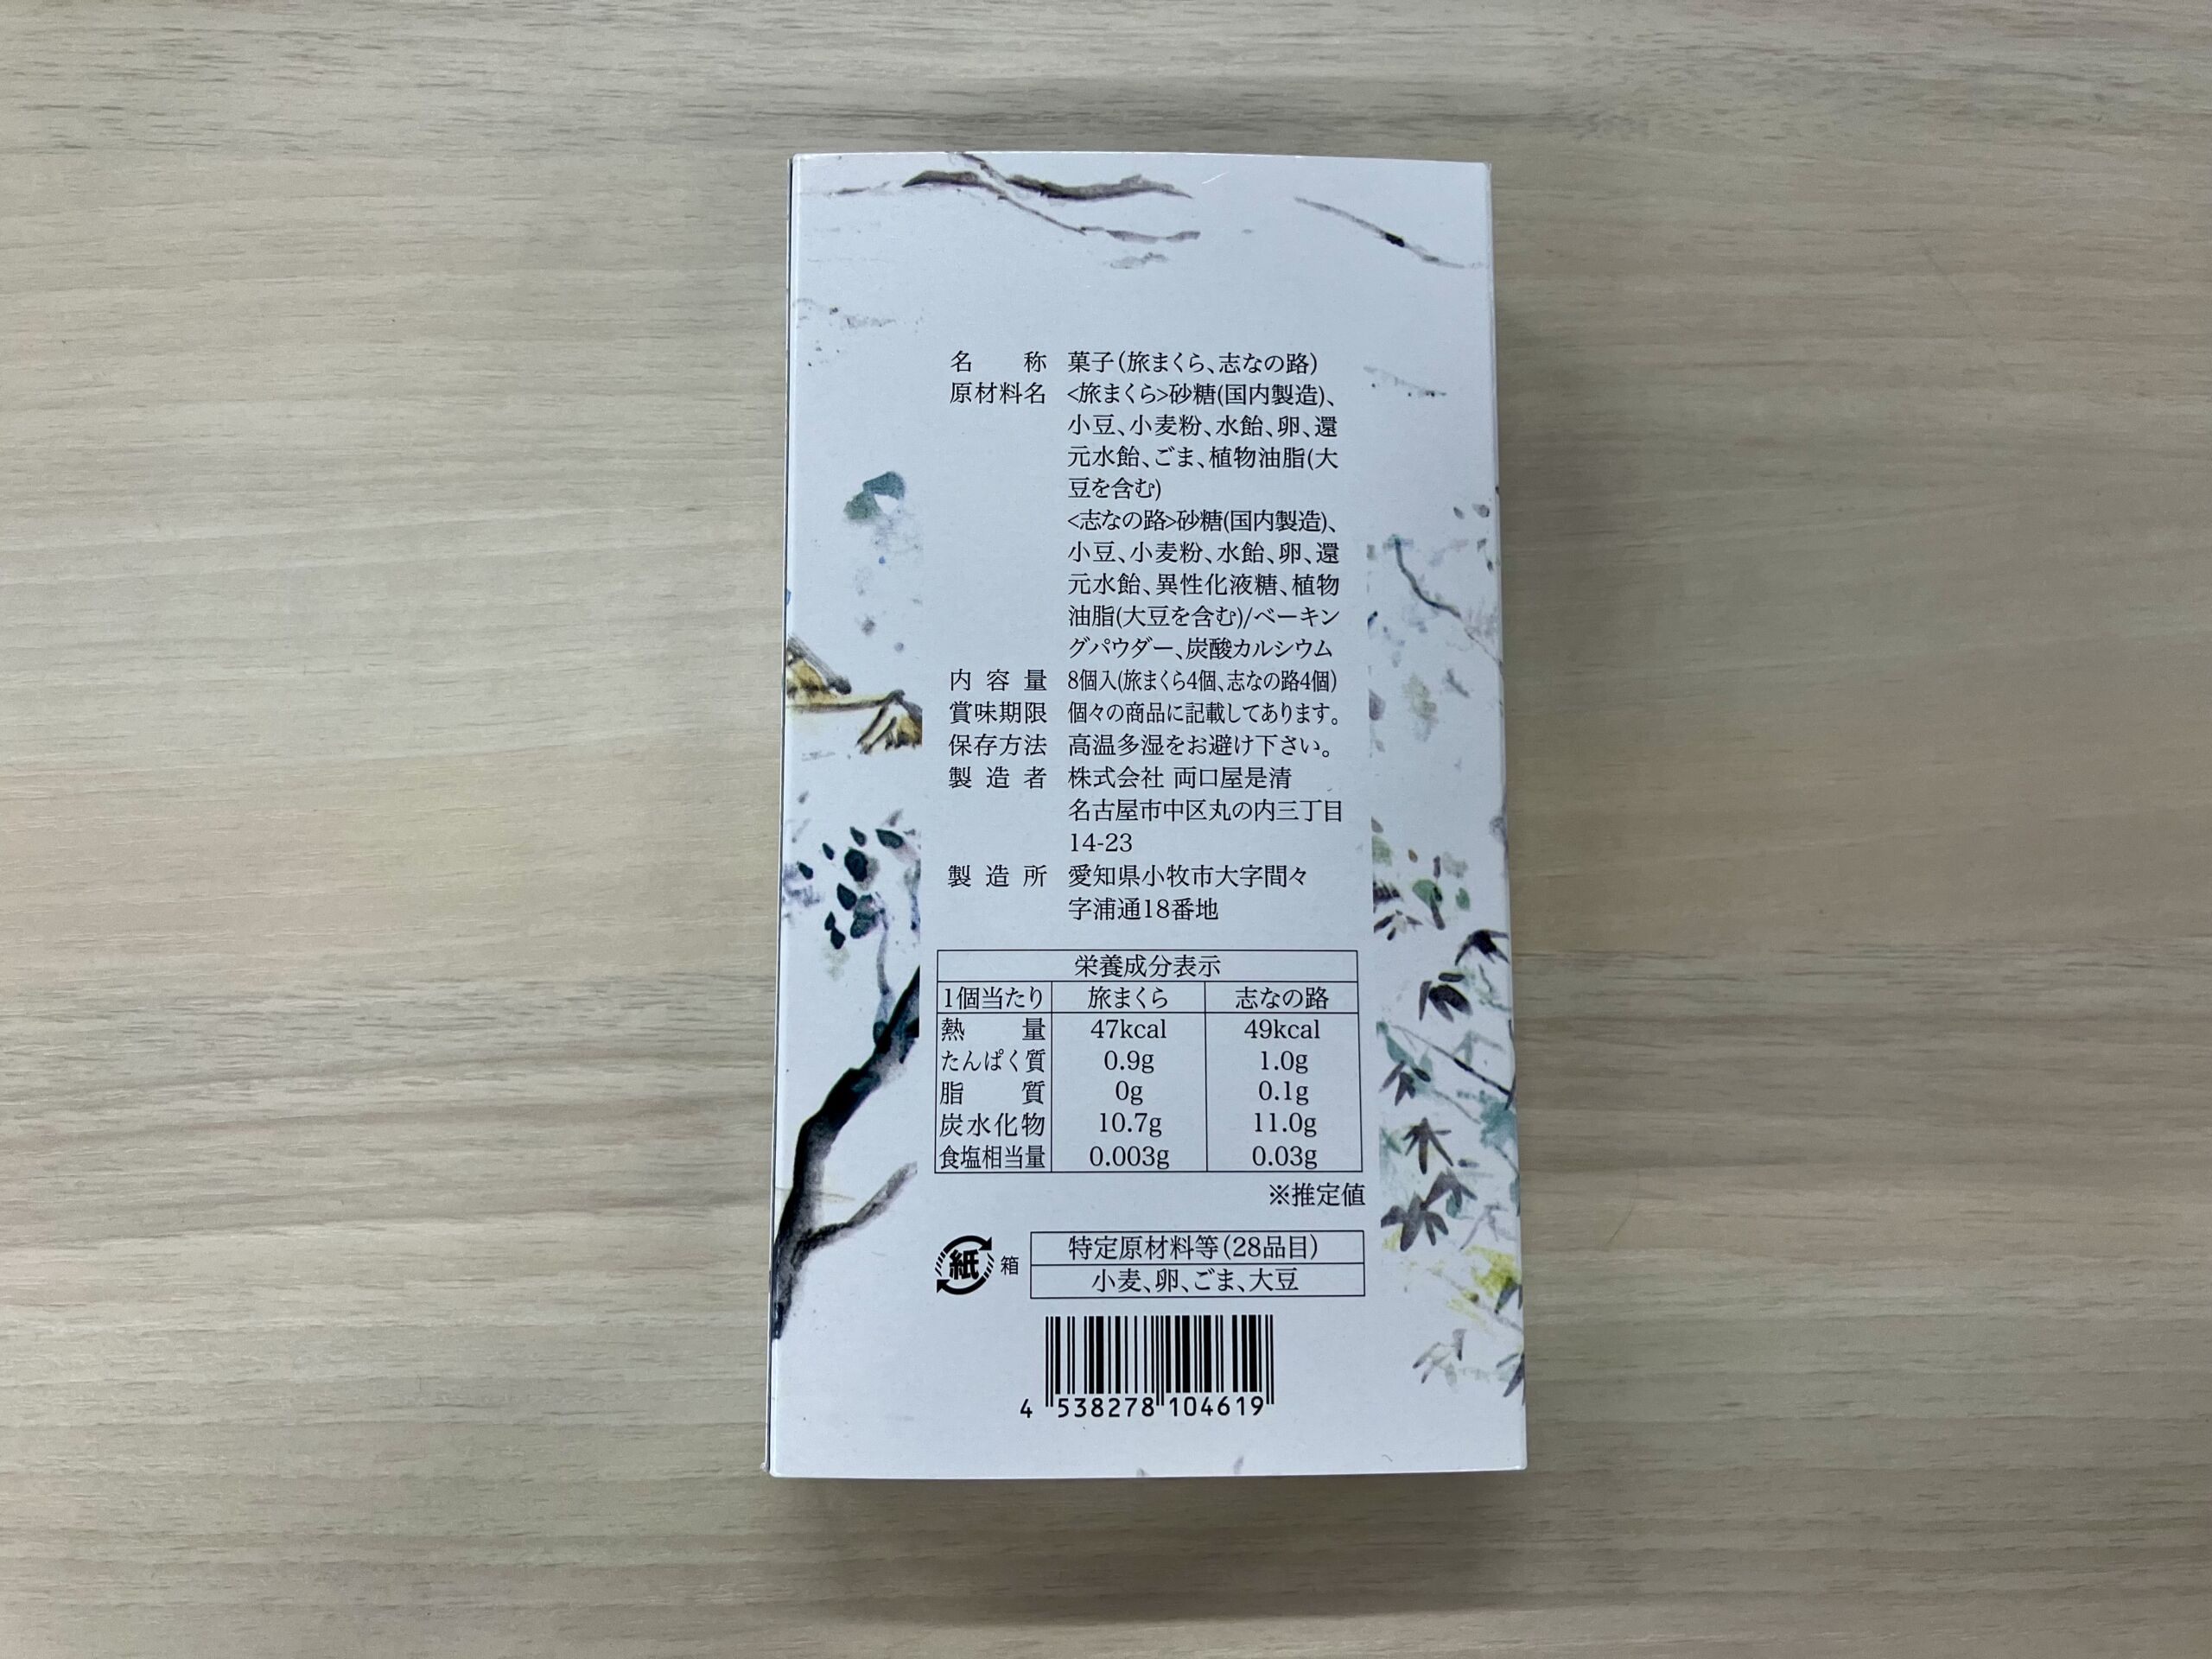 名称 菓子(旅まくら、志なの路)
原材料名 <旅まくら>砂糖(国内製造)、
小豆、小麦粉、水飴、卵、還
元水飴、ごま、植物油脂(大
豆を含む)
<志なの路>砂糖(国内製造)、
小豆、小麦粉、水飴、卵、還
元水飴、異性化液糖、植物
油脂(大豆を含む)/ベーキン
グパウダー、炭酸カルシウム
内容量 8個入(旅まくら4個、志なの路4個)
賞味期限 個々の商品に記載してあります。
保存方法 高温多湿をお避け下さい。
製造者 株式会社 両口屋是清
名古屋市中区丸の内三丁目
14-23
製造所 愛知県小牧市大字間々
字浦通18番地
栄養成分表示
1個当たり 旅まくら 志なの路
熱量 47kcal 49kcal
たんぱく質 0.9g 1.0g
脂質 0g 0.1g
炭水化物 10.7g 11.0g
食塩相当量 0.003g 0.03g
※推定値
紙 箱
特定原材料等(28品目)
小麦、卵、ごま、大豆
4 538278 104619